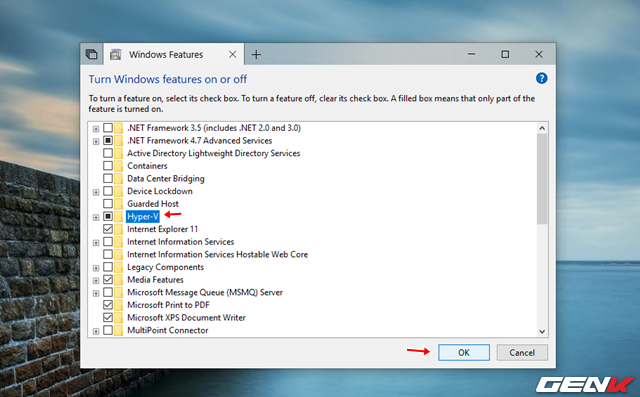 Windows Features
Turn Windows features on or off
To turn a feature on, select its check box. To turn a feature off, clear its check box. A filled box means that only part of the
feature is turned on.
.NET Framework 3.5 (includes .NET 2.0 and 3.0)
.NET Framework 4.7 Advanced Services
Active Directory Lightweight Directory Services
Containers
Data Center Bridging
Device Lockdown
Guarded Host
Hyper-V
Internet Explorer 11
Internet Information Services
Internet Information Services Hostable Web Core
Legacy Components
Media Features
Microsoft Message Queue (MSMQ) Server
Microsoft Print to PDF
Microsoft XPS Document Writer
MultiPoint Connector
OK Cancel
GENK